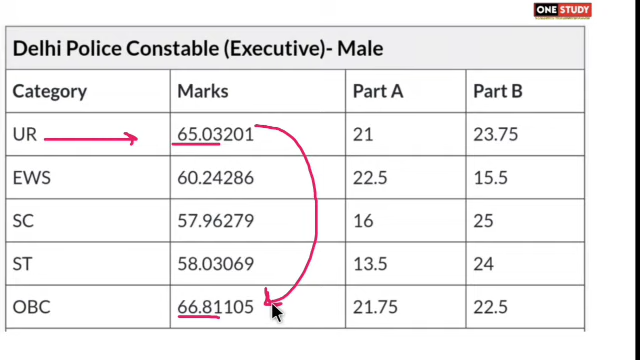 ONE STUDY
Delhi Police Constable (Executive)- Male
Category Marks Part A Part B
UR 65.03201 21 23.75
EWS 60.24286 22.5 15.5
SC 57.96279 16 25
ST 58.03069 13.5 24
OBC 66.81105 21.75 22.5